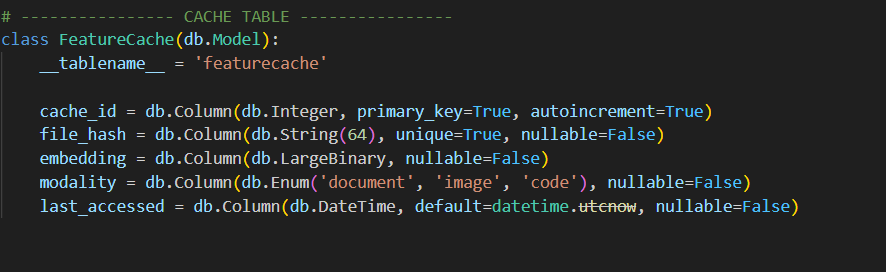 # ---------------- CACHE TABLE ----------------
class FeatureCache(db.Model):
    __tablename__ = 'featurecache'

    cache_id = db.Column(db.Integer, primary_key=True, autoincrement=True)
    file_hash = db.Column(db.String(64), unique=True, nullable=False)
    embedding = db.Column(db.LargeBinary, nullable=False)
    modality = db.Column(db.Enum('document', 'image', 'code'), nullable=False)
    last_accessed = db.Column(db.DateTime, default=datetime.utcnow, nullable=False)